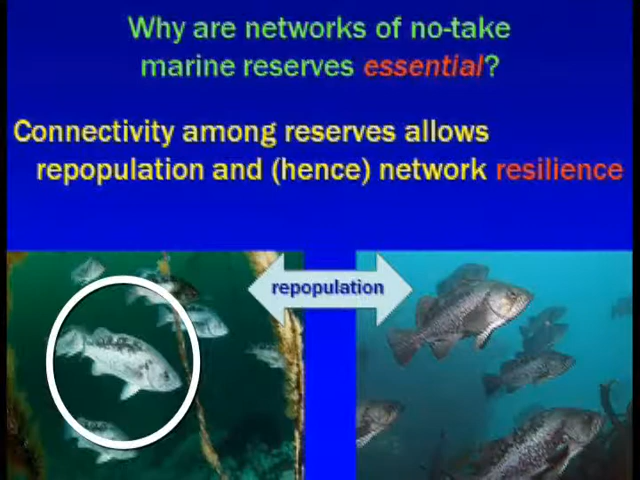 Why are networks of no-take
marine reserves essential?
Connectivity among reserves allows
repopulation and (hence) network resilience
repopulation